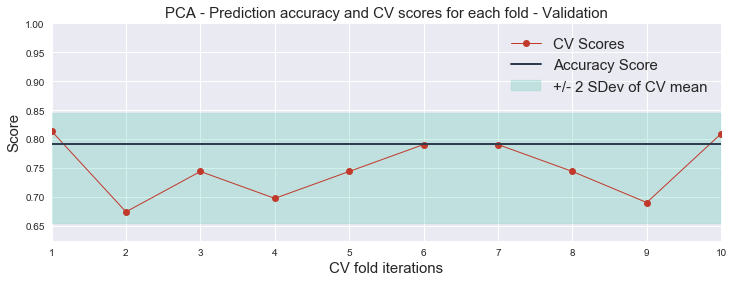 PCA - Prediction accuracy and CV scores for each fold - Validation
1.00
0.95
0.90
0.85
0.80
0.75
0.70
0.65
Score
CV Scores
Accuracy Score
+/- 2 SDev of CV mean
1 2 3 4 5 6 7 8 9 10
CV fold iterations